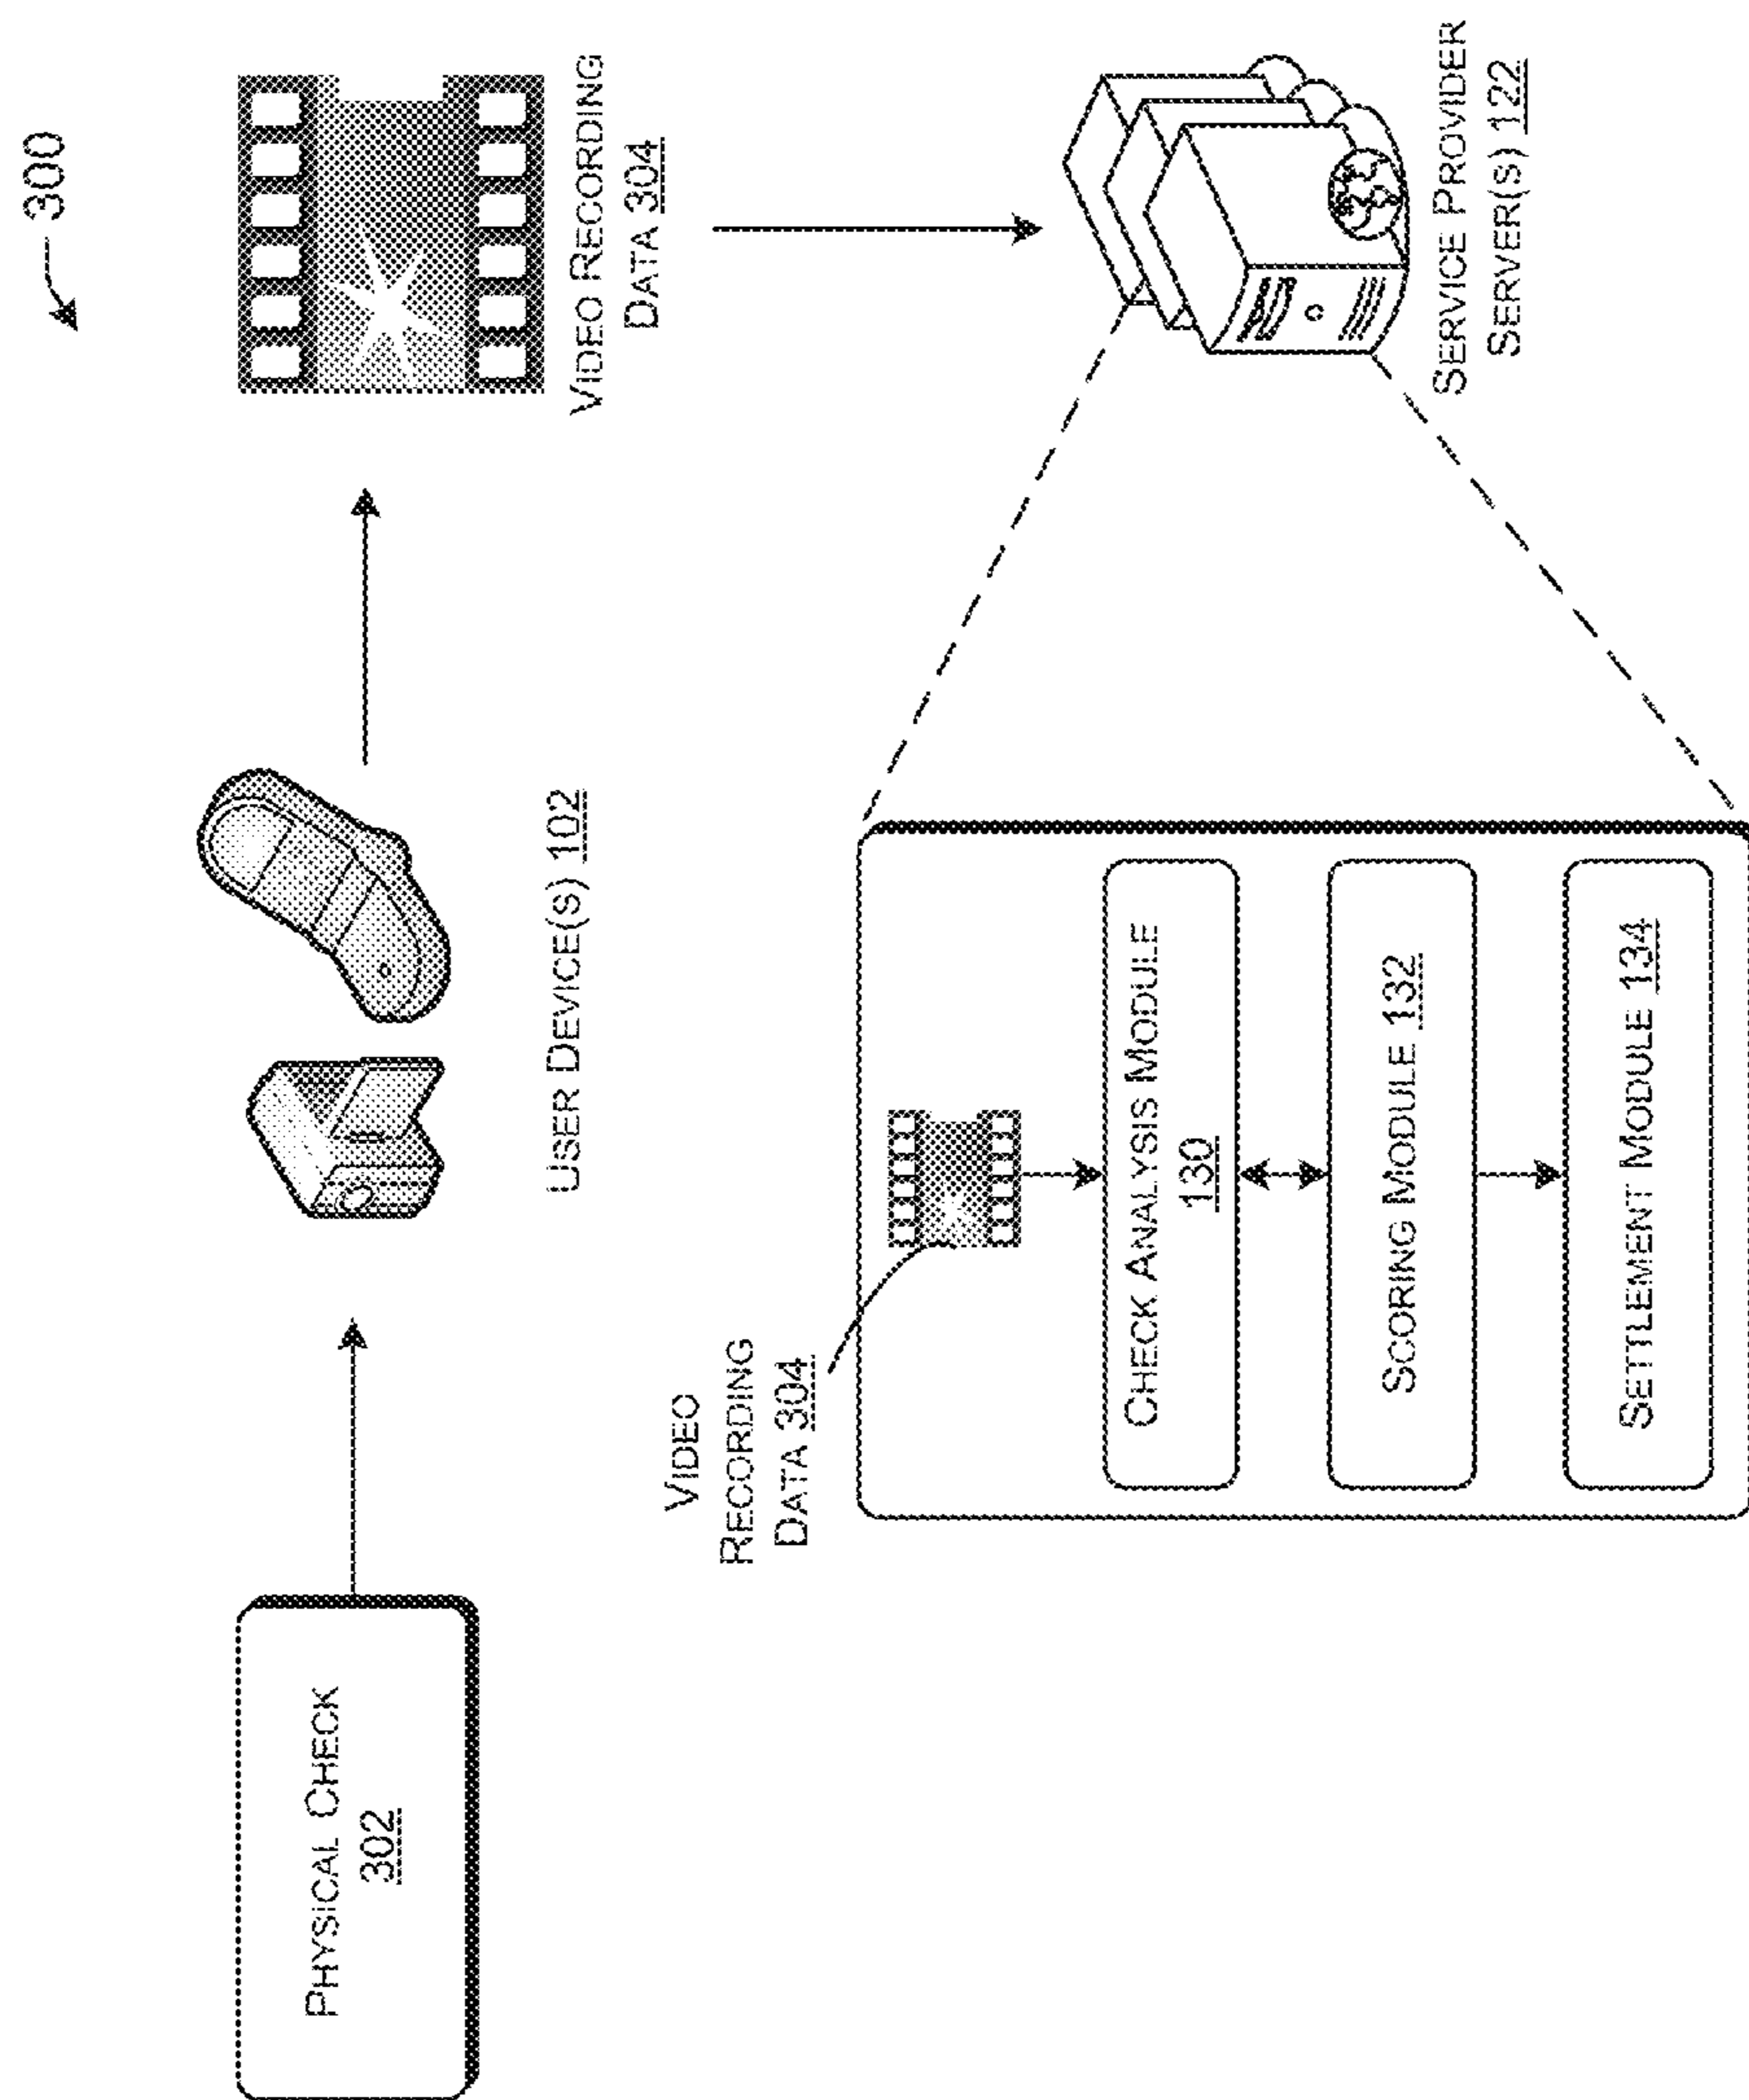 300
PHYSICAL CHECK
302
USER DEVICE(S) 102
VIDEO RECORDING
DATA 304
SERVICE PROVIDER
SERVER(S) 122
VIDEO
RECORDING
DATA 304
CHECK ANALYSIS MODULE
130
SCORING MODULE 132
SETTLEMENT MODULE 134